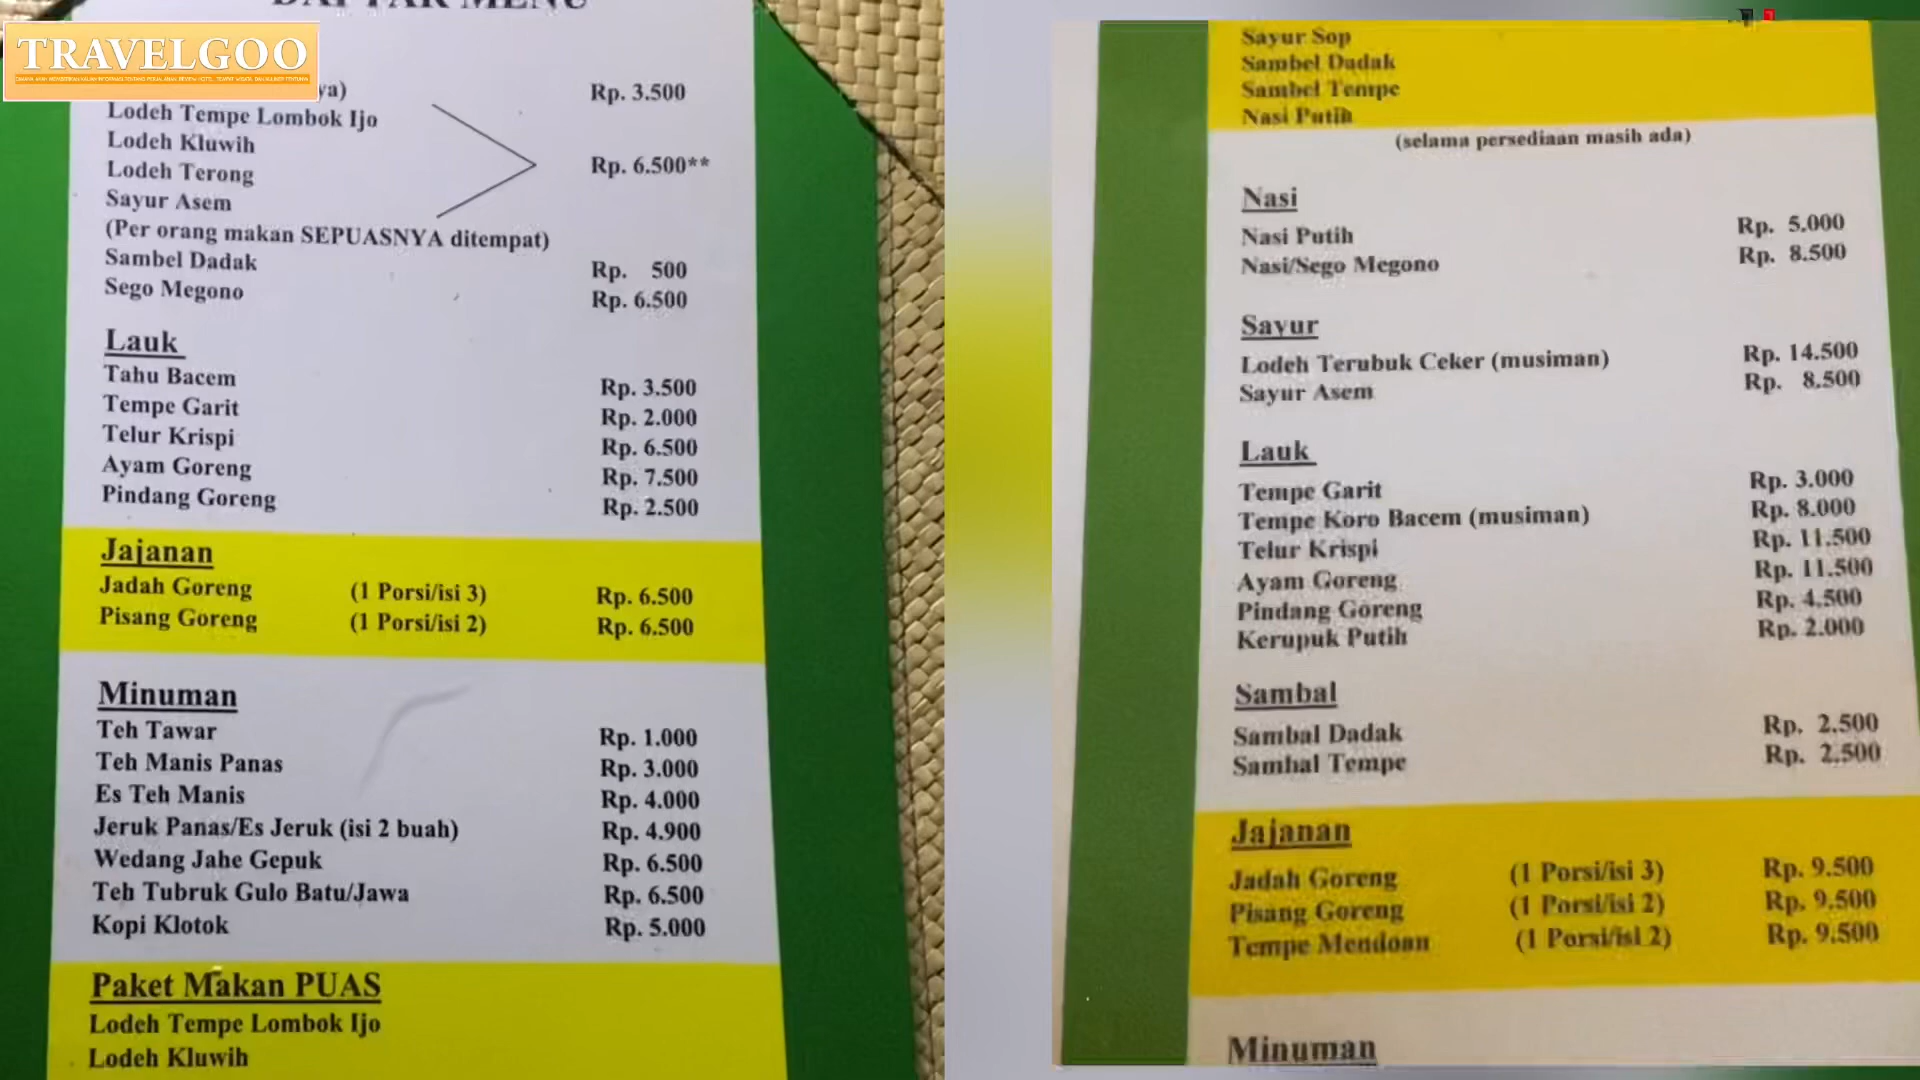 TRAVELGOO
DAFTAR MENU
ya) Rp. 3.500
Lodeh Tempe Lombok Ijo
Lodeh Kluwih
Lodeh Terong Rp. 6.500**
Sayur Asem
(Per orang makan SEPUASNYA ditempat)
Sambel Dadak Rp. 500
Sego Megono Rp. 6.500
Lauk
Tahu Bacem Rp. 3.500
Tempe Garit Rp. 2.000
Telur Krispi Rp. 6.500
Ayam Goreng Rp. 7.500
Pindang Goreng Rp. 2.500
Jajanan
Jadah Goreng (1 Porsi/isi 3) Rp. 6.500
Pisang Goreng (1 Porsi/isi 2) Rp. 6.500
Minuman
Teh Tawar Rp. 1.000
Teh Manis Panas Rp. 3.000
Es Teh Manis Rp. 4.000
Jeruk Panas/Es Jeruk (isi 2 buah) Rp. 4.900
Wedang Jahe Gepuk Rp. 6.500
Teh Tubruk Gulo Batu/Jawa Rp. 6.500
Kopi Klotok Rp. 5.000
Paket Makan PUAS
Lodeh Tempe Lombok Ijo
Lodeh Kluwih
Sayur Sop
Sambel Dadak
Sambel Tempe
Nasi Putih
(selama persediaan masih ada)
Nasi
Nasi Putih Rp. 5.000
Nasi/Sego Megono Rp. 8.500
Sayur
Lodeh Terubuk Ceker (musiman) Rp. 14.500
Sayur Asem Rp. 8.500
Lauk
Tempe Garit Rp. 3.000
Tempe Koro Bacem (musiman) Rp. 8.000
Telur Krispi Rp. 11.500
Ayam Goreng Rp. 11.500
Pindang Goreng Rp. 4.500
Kerupuk Putih Rp. 2.000
Sambal
Sambal Dadak Rp. 2.500
Sambal Tempe Rp. 2.500
Jajanan
Jadah Goreng (1 Porsi/isi 3) Rp. 9.500
Pisang Goreng (1 Porsi/isi 2) Rp. 9.500
Tempe Mendoan (1 Porsi/isi 2) Rp. 9.500
Minuman